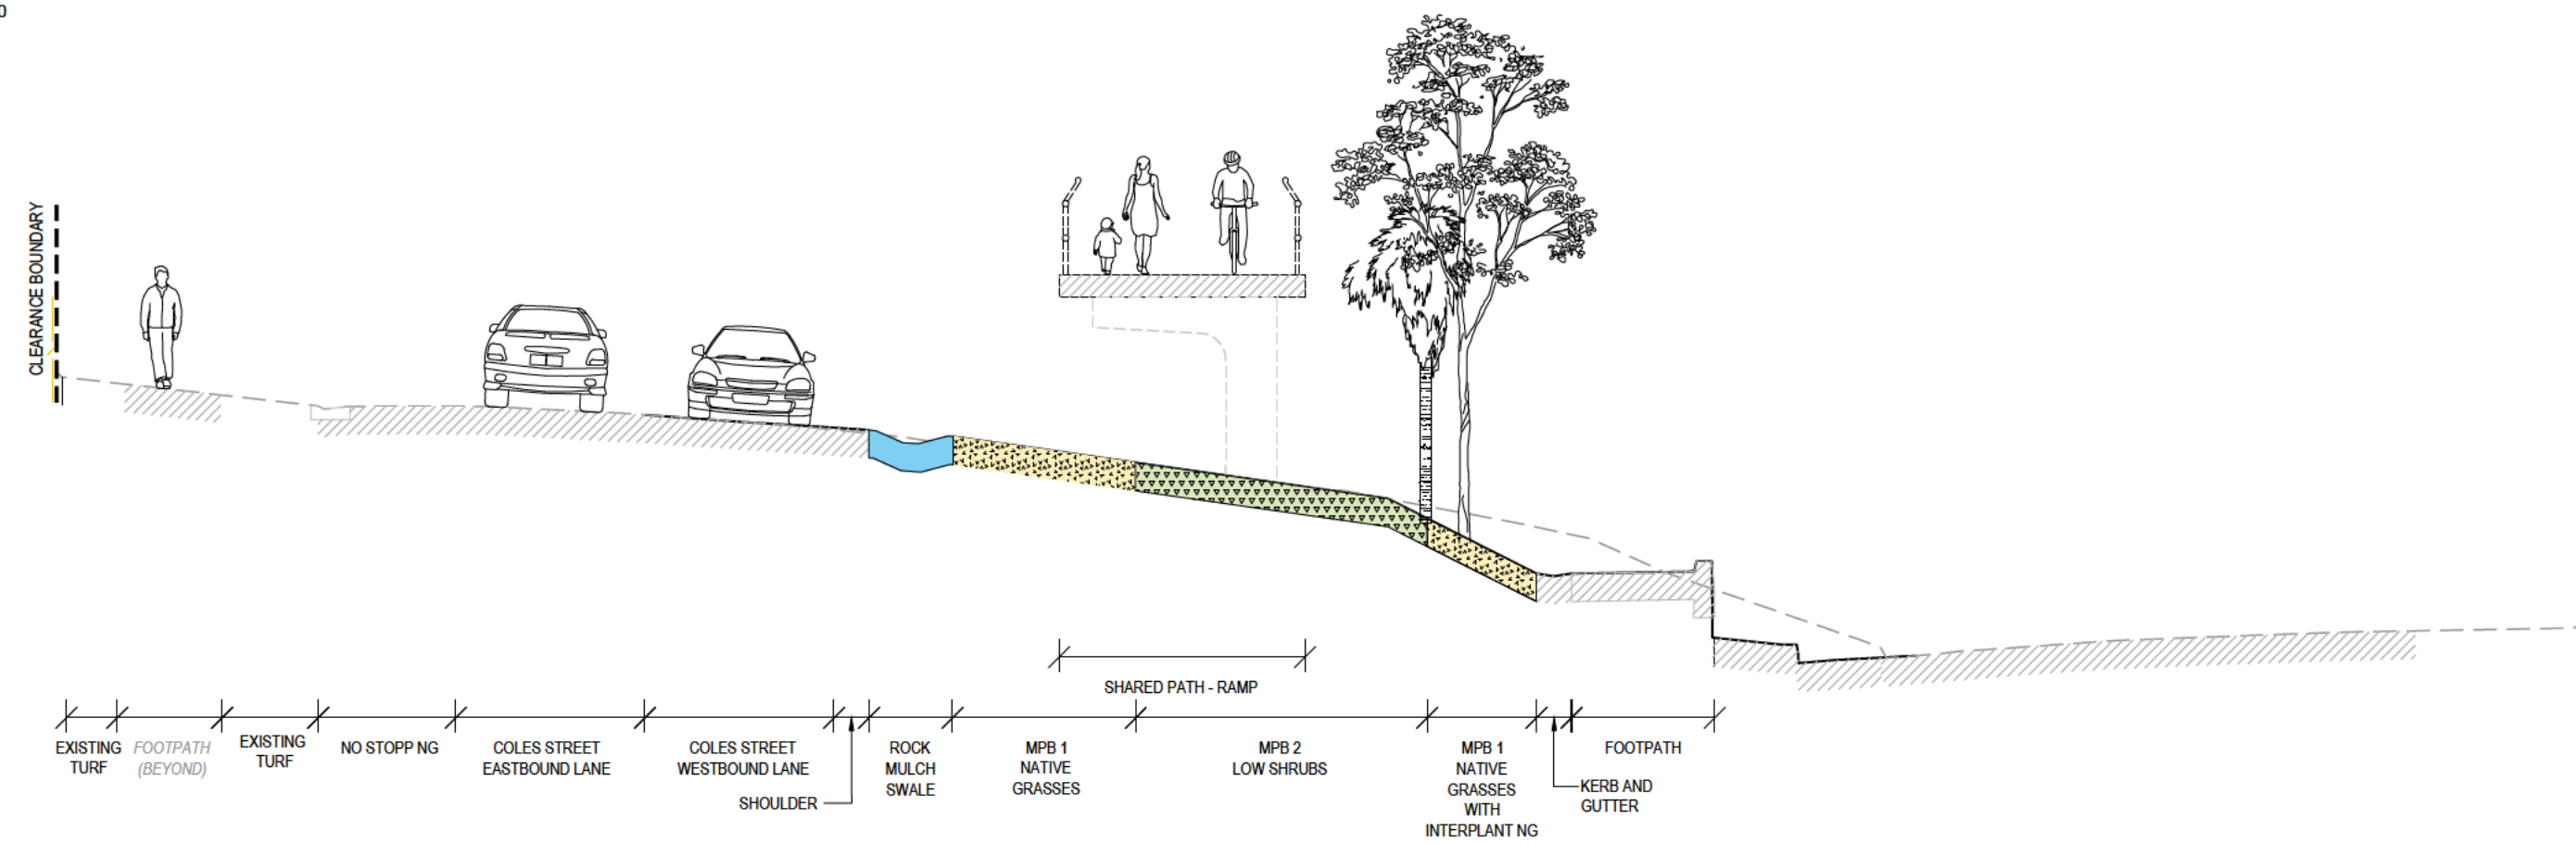 0
CLEARANCE BOUNDARY
SHARED PATH - RAMP
EXISTING
TURF
FOOTPATH
(BEYOND)
EXISTING
TURF
NO STOPP NG
COLES STREET
EASTBOUND LANE
COLES STREET
WESTBOUND LANE
SHOULDER
ROCK
MULCH
SWALE
MPB 1
NATIVE
GRASSES
MPB 2
LOW SHRUBS
MPB 1
NATIVE
GRASSES
WITH
INTERPLANT NG
KERB AND
GUTTER
FOOTPATH